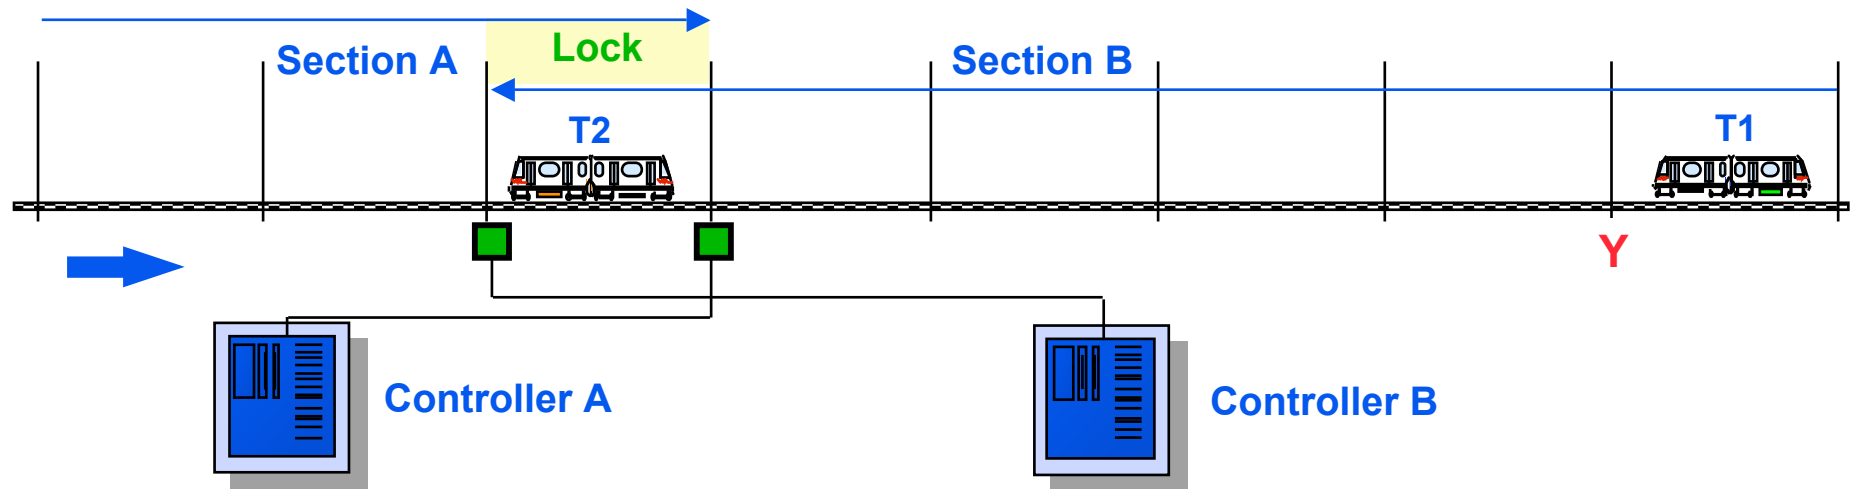 Lock
Section A
Section B
T2
T1
Y
Controller A
Controller B